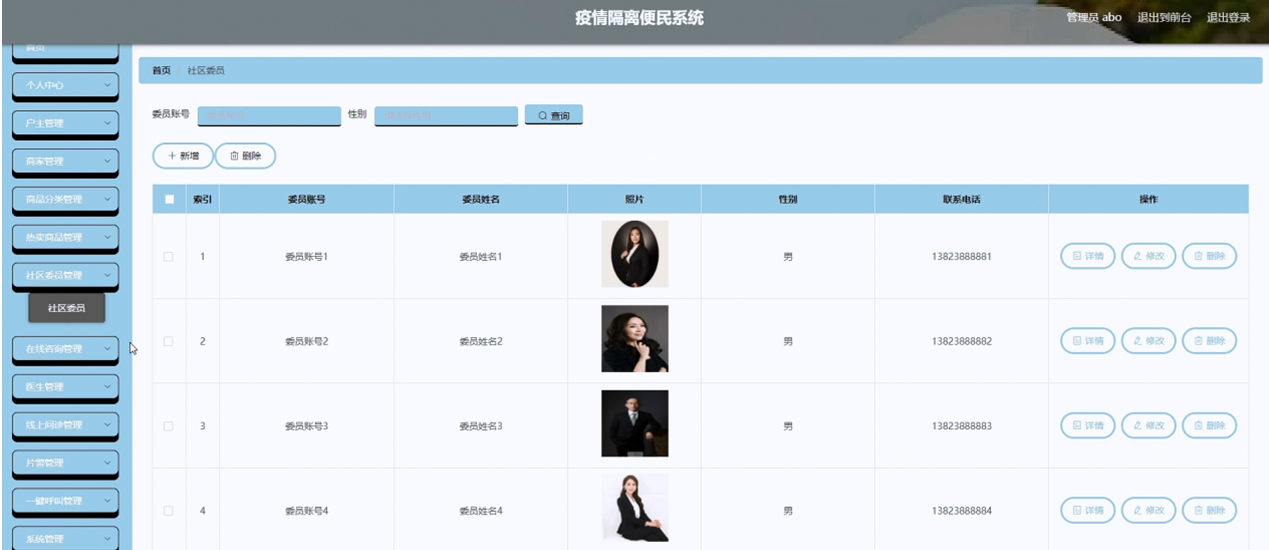 疫情隔离便民系统
管理员 abo 退出到前台 退出登录
首页
个人中心
户主管理
商家管理
商品分类管理
热卖商品管理
社区委员管理
社区委员
在线咨询管理
医生管理
线上问诊管理
片警管理
一键呼叫管理
系统管理
首页 社区委员
委员账号 性别 查询
新增 删除
索引 委员账号 委员姓名 照片 性别 联系电话 操作
1 委员账号1 委员姓名1 男 13823888881 详情 修改 删除
2 委员账号2 委员姓名2 男 13823888882 详情 修改 删除
3 委员账号3 委员姓名3 男 13823888883 详情 修改 删除
4 委员账号4 委员姓名4 男 13823888884 详情 修改 删除